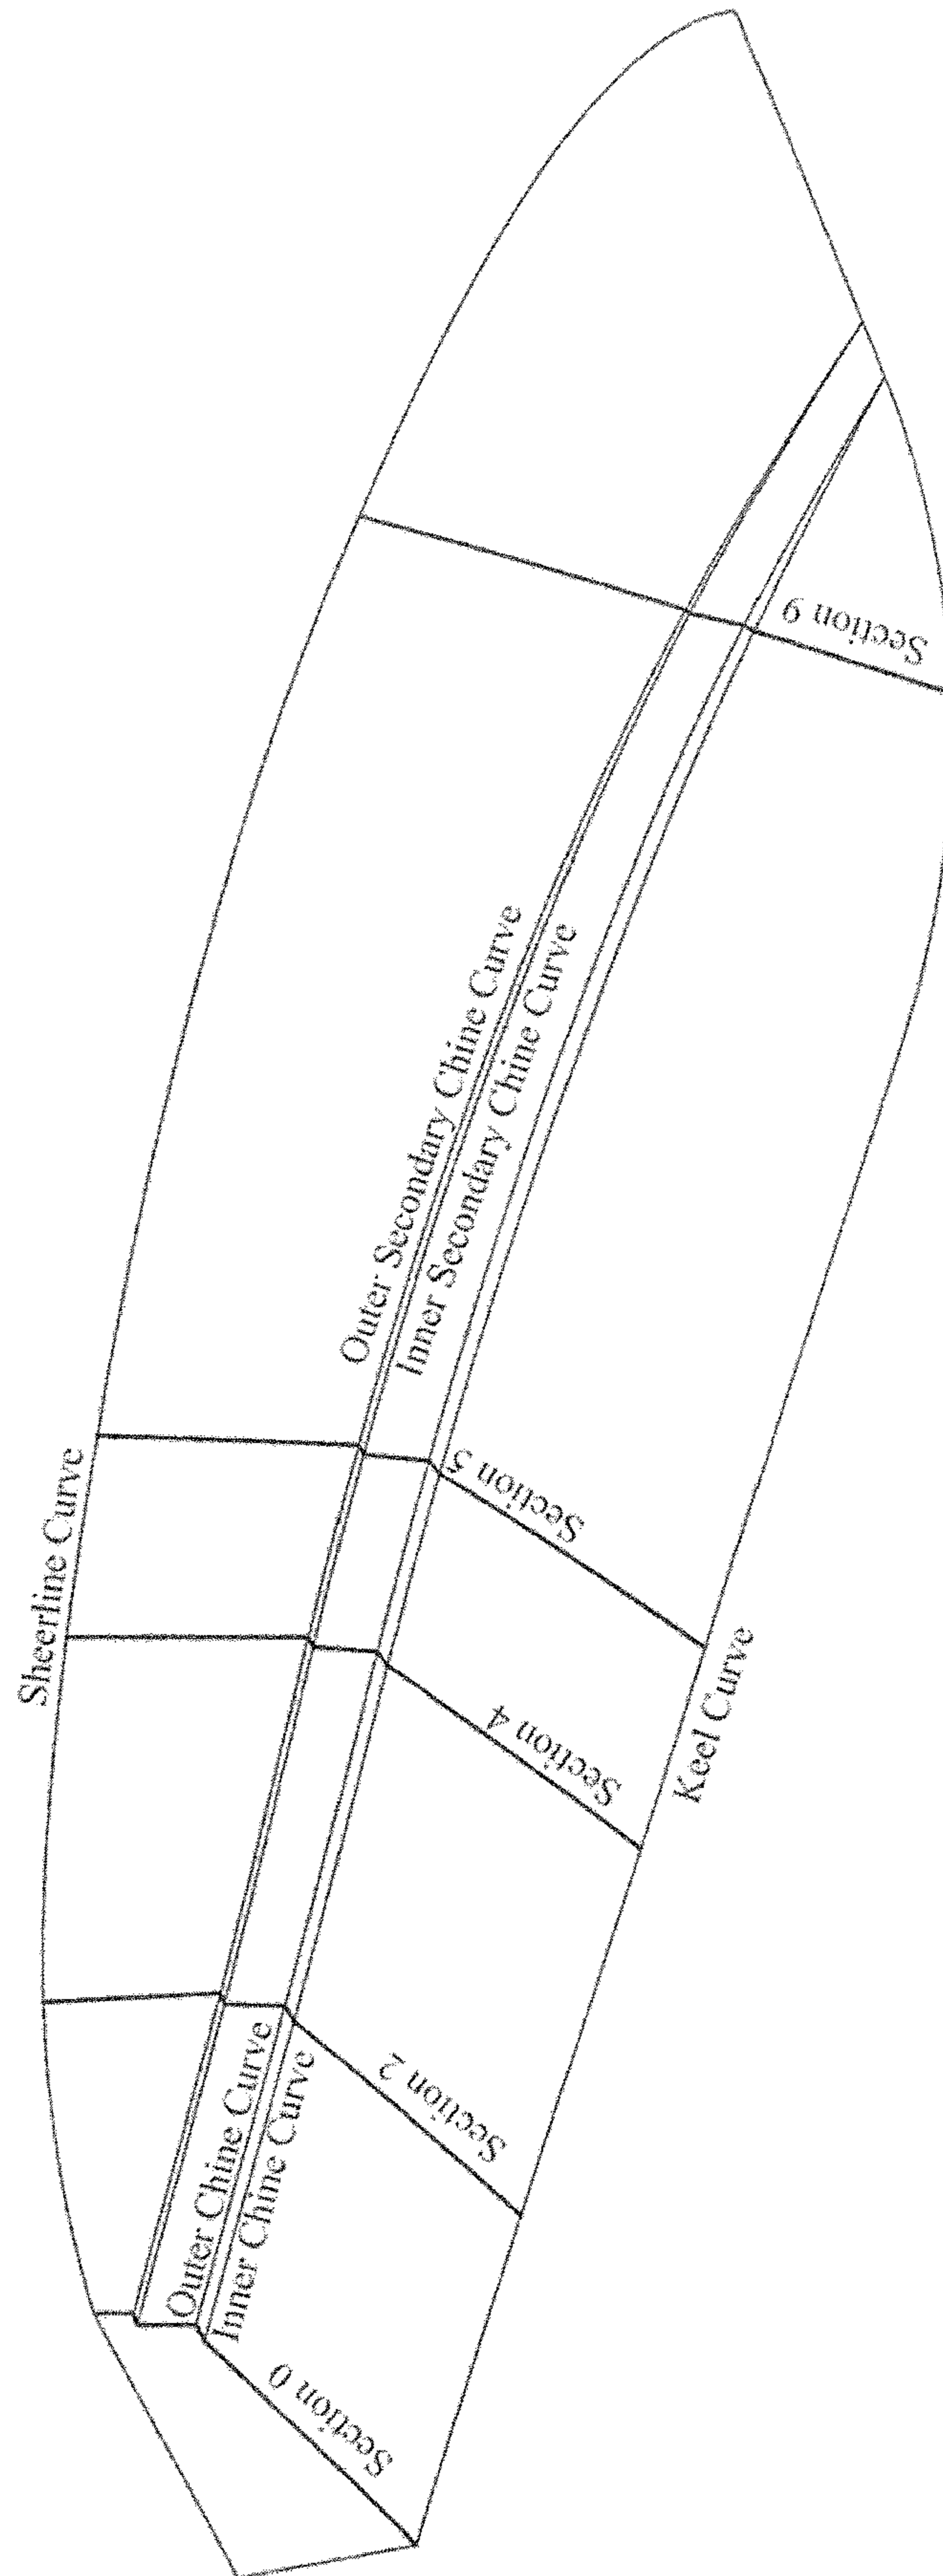 Section 9
Outer Secondary Chine Curve
Inner Secondary Chine Curve
Sheerline Curve
Section 5
Section 4
Keel Curve
Section 2
Outer Chine Curve
Inner Chine Curve
Section 0